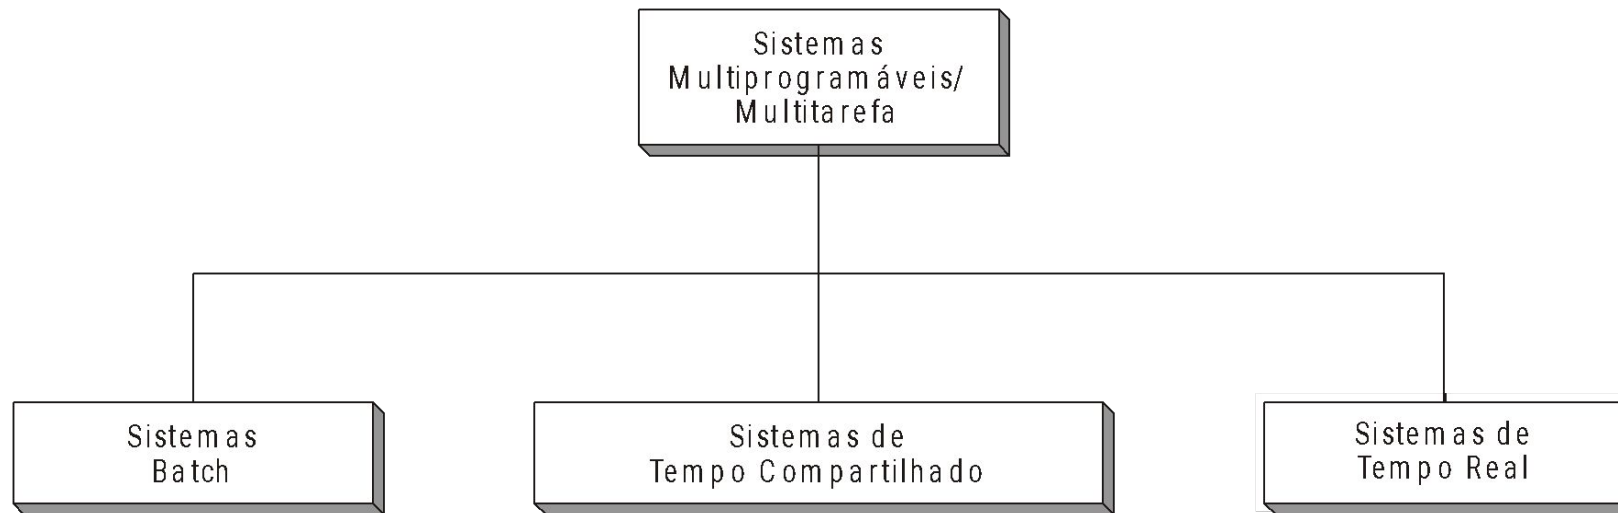 Sistemas
Multiprogramáveis/
Multitarefa
Sistemas
Batch
Sistemas de
Tempo Compartilhado
Sistemas de
Tempo Real